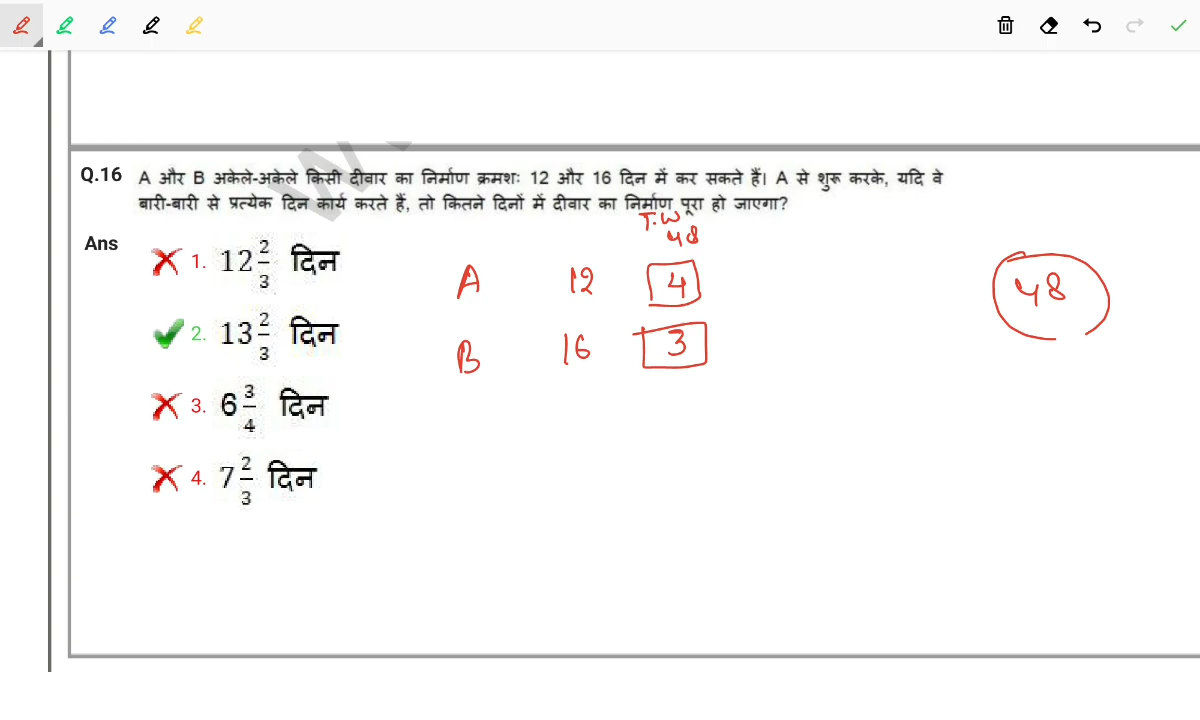 W
Q.16 A और B अकेले-अकेले किसी दीवार का निर्माण क्रमशः 12 और 16 दिन में कर सकते हैं। A से शुरू करके, यदि वे
बारी-बारी से प्रत्येक दिन कार्य करते हैं, तो कितने दिनों में दीवार का निर्माण पूरा हो जाएगा?
T.W
48
Ans
1. 12 2/3 दिन
A 12 4
48
2. 13 2/3 दिन
B 16 3
3. 6 3/4 दिन
4. 7 2/3 दिन